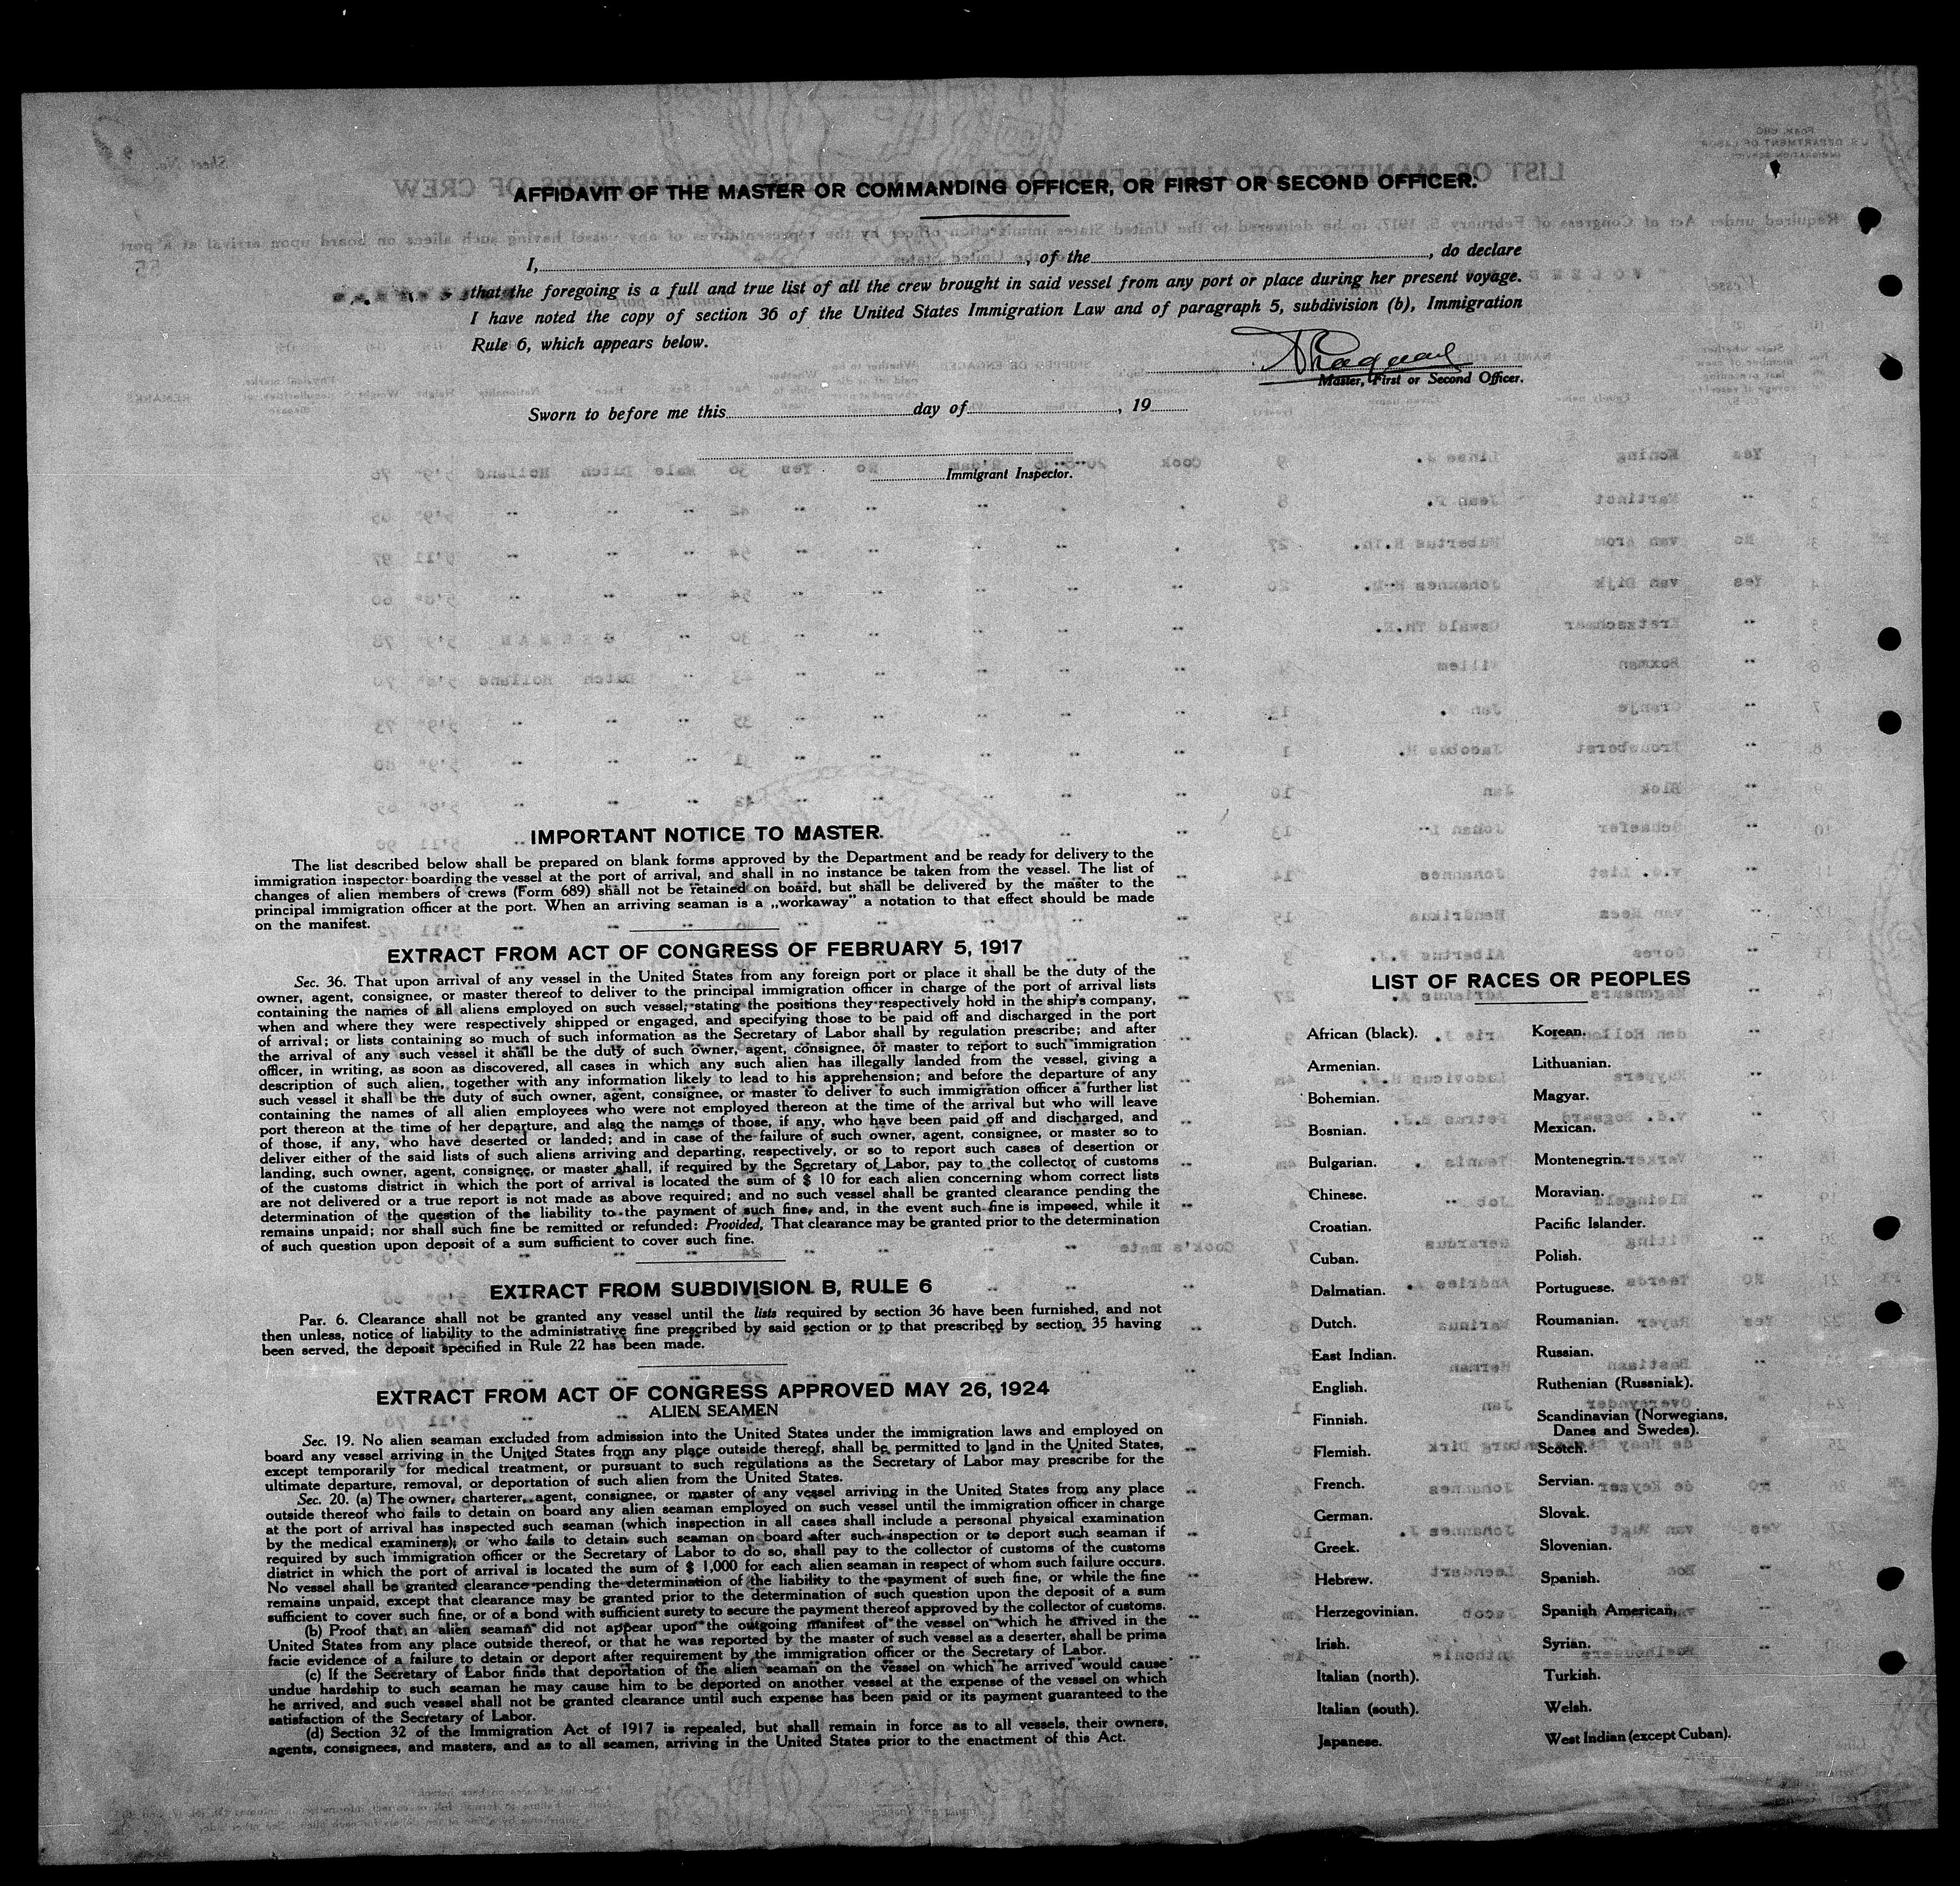 AFFIDAVIT OF THE MASTER OR COMMANDING OFFICER, OR FIRST OR SECOND OFFICER.
I, , of the , do declare
that the foregoing is a full and true list of all the crew brought in said vessel from any port or place during her present voyage.
I have noted the copy of section 36 of the United States Immigration Law and of paragraph 5, subdivision (b), Immigration
Rule 6, which appears below.
Master, First or Second Officer.
Sworn to before me this day of , 19
Immigrant Inspector.
IMPORTANT NOTICE TO MASTER.
The list described below shall be prepared on blank forms approved by the Department and be ready for delivery to the
immigration inspector boarding the vessel at the port of arrival, and shall in no instance be taken from the vessel. The list of
changes of alien members of crews (Form 689) shall not be retained on board, but shall be delivered by the master to the
principal immigration officer at the port. When an arriving seaman is a „workaway" a notation to that effect should be made
on the manifest.
EXTRACT FROM ACT OF CONGRESS OF FEBRUARY 5, 1917
Sec. 36. That upon arrival of any vessel in the United States from any foreign port or place it shall be the duty of the
owner, agent, consignee, or master thereof to deliver to the principal immigration officer in charge of the port of arrival lists
containing the names of all aliens employed on such vessel, stating the positions they respectively hold in the ship's company,
when and where they were respectively shipped or engaged, and specifying those to be paid off and discharged in the port
of arrival; or lists containing so much of such information as the Secretary of Labor shall by regulation prescribe; and after
the arrival of any such vessel it shall be the duty of such owner, agent, consignee, or master to report to such immigration
officer, in writing, as soon as discovered, all cases in which any such alien has illegally landed from the vessel, giving a
description of such alien, together with any information likely to lead to his apprehension; and before the departure of any
such vessel it shall be the duty of such owner, agent, consignee, or master to deliver to such immigration officer a further list
containing the names of all alien employees who were not employed thereon at the time of the arrival but who will leave
port thereon at the time of her departure, and also the names of those, if any, who have been paid off and discharged, and
of those, if any, who have deserted or landed; and in case of the failure of such owner, agent, consignee, or master so to
deliver either of the said lists of such aliens arriving and departing, respectively, or so to report such cases of desertion or
landing, such owner, agent, consignee, or master shall, if required by the Secretary of Labor, pay to the collector of customs
of the customs district in which the port of arrival is located the sum of $ 10 for each alien concerning whom correct lists
are not delivered or a true report is not made as above required; and no such vessel shall be granted clearance pending the
determination of the question of the liability to the payment of such fine, and, in the event such fine is imposed, while it
remains unpaid; nor shall such fine be remitted or refunded: Provided, That clearance may be granted prior to the determination
of such question upon deposit of a sum sufficient to cover such fine.
EXTRACT FROM SUBDIVISION B, RULE 6
Par. 6. Clearance shall not be granted any vessel until the lists required by section 36 have been furnished, and not
then unless, notice of liability to the administrative fine prescribed by said section or to that prescribed by section 35 having
been served, the deposit specified in Rule 22 has been made.
EXTRACT FROM ACT OF CONGRESS APPROVED MAY 26, 1924
ALIEN SEAMEN
Sec. 19. No alien seaman excluded from admission into the United States under the immigration laws and employed on
board any vessel arriving in the United States from any place outside thereof, shall be permitted to land in the United States,
except temporarily for medical treatment, or pursuant to such regulations as the Secretary of Labor may prescribe for the
ultimate departure, removal, or deportation of such alien from the United States.
Sec. 20. (a) The owner, charterer, agent, consignee, or master of any vessel arriving in the United States from any place
outside thereof who fails to detain on board any alien seaman employed on such vessel until the immigration officer in charge
at the port of arrival has inspected such seaman (which inspection in all cases shall include a personal physical examination
by the medical examiners), or who fails to detain such seaman on board after such inspection or to deport such seaman if
required by such immigration officer or the Secretary of Labor to do so, shall pay to the collector of customs of the customs
district in which the port of arrival is located the sum of $ 1,000 for each alien seaman in respect of whom such failure occurs.
No vessel shall be granted clearance pending the determination of the liability to the payment of such fine, or while the fine
remains unpaid, except that clearance may be granted prior to the determination of such question upon the deposit of a sum
sufficient to cover such fine, or of a bond with sufficient surety to secure the payment thereof approved by the collector of customs.
(b) Proof that an alien seaman did not appear upon the outgoing manifest of the vessel on which he arrived in the
United States from any place outside thereof, or that he was reported by the master of such vessel as a deserter, shall be prima
facie evidence of a failure to detain or deport after requirement by the immigration officer or the Secretary of Labor.
(c) If the Secretary of Labor finds that deportation of the alien seaman on the vessel on which he arrived would cause
undue hardship to such seaman he may cause him to be deported on another vessel at the expense of the vessel on which
he arrived, and such vessel shall not be granted clearance until such expense has been paid or its payment guaranteed to the
satisfaction of the Secretary of Labor.
(d) Section 32 of the Immigration Act of 1917 is repealed, but shall remain in force as to all vessels, their owners,
agents, consignees, and masters, and as to all seamen, arriving in the United States prior to the enactment of this Act.
LIST OF RACES OR PEOPLES
African (black).
Armenian.
Bohemian.
Bosnian.
Bulgarian.
Chinese.
Croatian.
Cuban.
Dalmatian.
Dutch.
East Indian.
English.
Finnish.
Flemish.
French.
German.
Greek.
Hebrew.
Herzegovinian.
Irish.
Italian (north).
Italian (south).
Japanese.
Korean.
Lithuanian.
Magyar.
Mexican.
Montenegrin.
Moravian.
Pacific Islander.
Polish.
Portuguese.
Roumanian.
Russian.
Ruthenian (Russniak).
Scandinavian (Norwegians,
Danes and Swedes).
Scotch.
Servian.
Slovak.
Slovenian.
Spanish.
Spanish American.
Syrian.
Turkish.
Welsh.
West Indian (except Cuban).